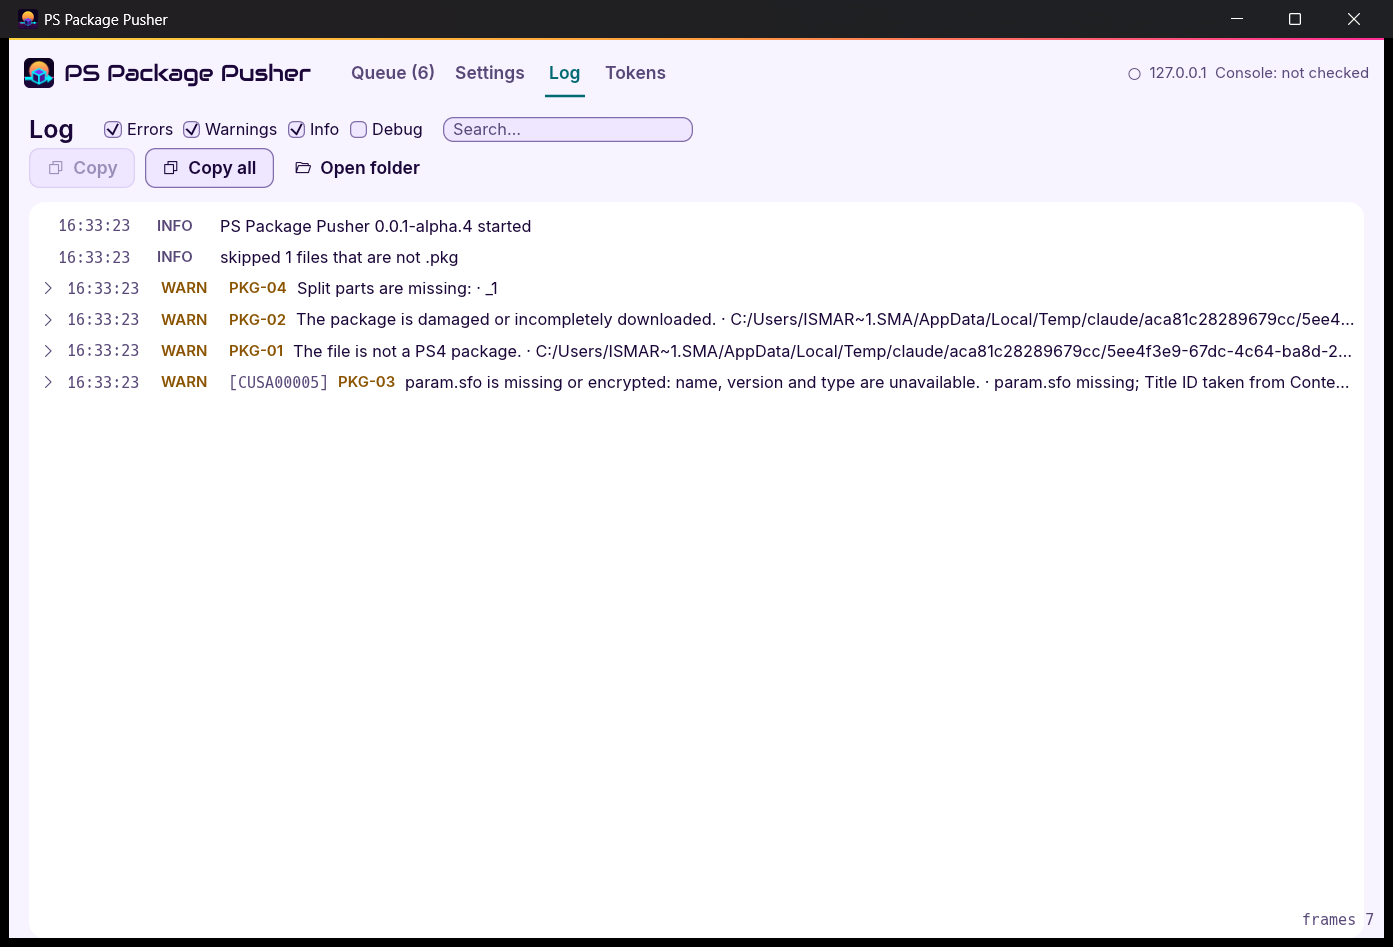 PS Package Pusher
PS Package Pusher Queue (6) Settings Log Tokens 127.0.0.1 Console: not checked
Log Errors Warnings Info Debug Search...
Copy Copy all Open folder
16:33:23 INFO PS Package Pusher 0.0.1-alpha.4 started
16:33:23 INFO skipped 1 files that are not .pkg
16:33:23 WARN PKG-04 Split parts are missing: · _1
16:33:23 WARN PKG-02 The package is damaged or incompletely downloaded. · C:/Users/ISMAR~1.SMA/AppData/Local/Temp/claude/aca81c28289679cc/5ee4...
16:33:23 WARN PKG-01 The file is not a PS4 package. · C:/Users/ISMAR~1.SMA/AppData/Local/Temp/claude/aca81c28289679cc/5ee4f3e9-67dc-4c64-ba8d-2...
16:33:23 WARN [CUSA00005] PKG-03 param.sfo is missing or encrypted: name, version and type are unavailable. · param.sfo missing; Title ID taken from Conte...
frames 7